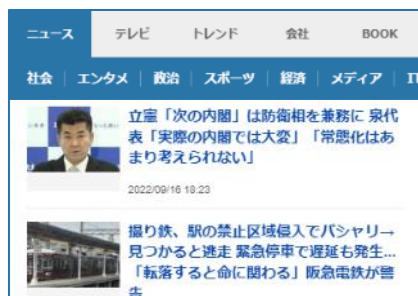 ニュース
テレビ
トレンド
会社
BOOK
社会
エンタメ
政治
スポーツ
経済
メディア
IT
立憲「次の内閣」は防衛相を兼務に 泉代
表「実際の内閣では大変」「常態化はあ
まり考えられない」
2022/09/16 18:23
撮り鉄、駅の禁止区域侵入でパシャリ→
見つかると逃走 緊急停車で遅延も発生...
「転落すると命に関わる」阪急電鉄が警
告